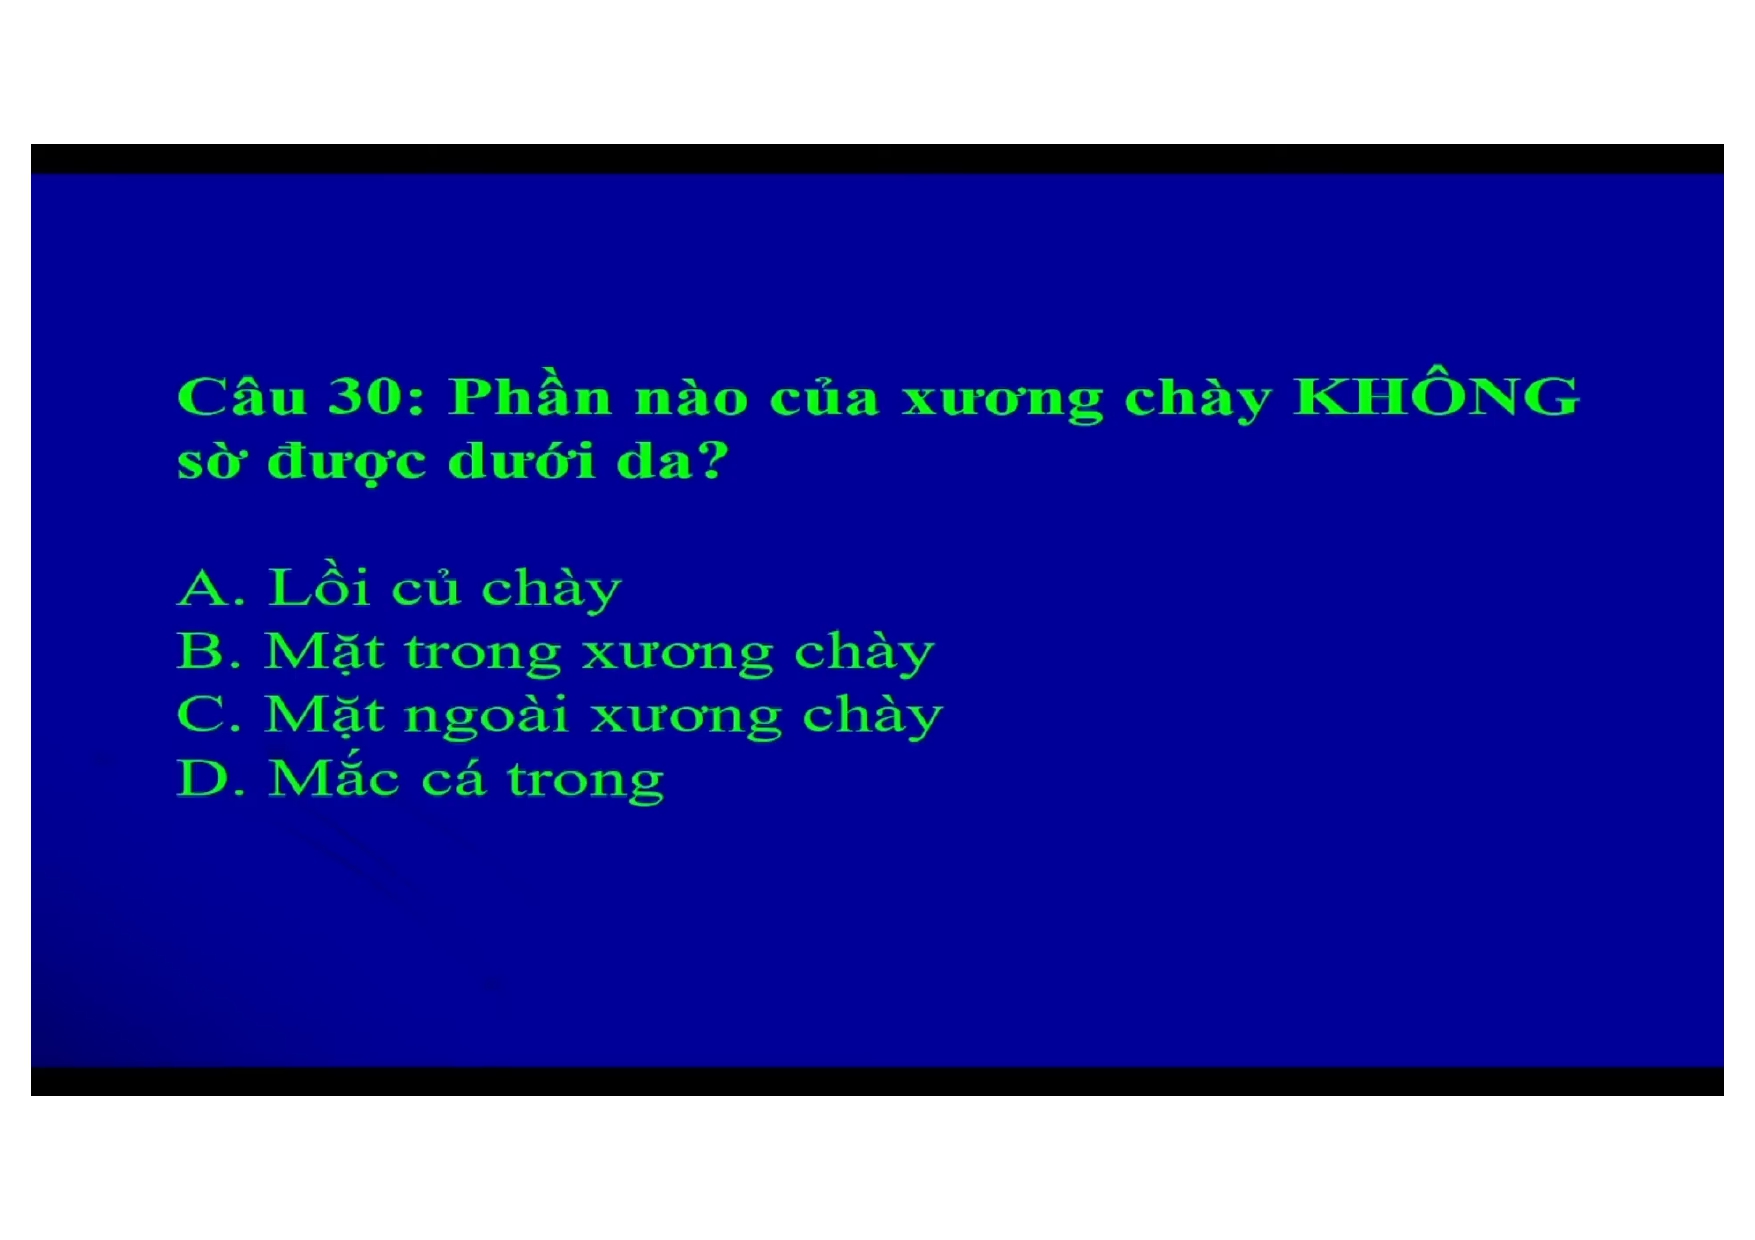 Câu 30: Phần nào của xương chày KHÔNG
sờ được dưới da?
A. Lồi củ chày
B. Mặt trong xương chày
C. Mặt ngoài xương chày
D. Mắc cá trong